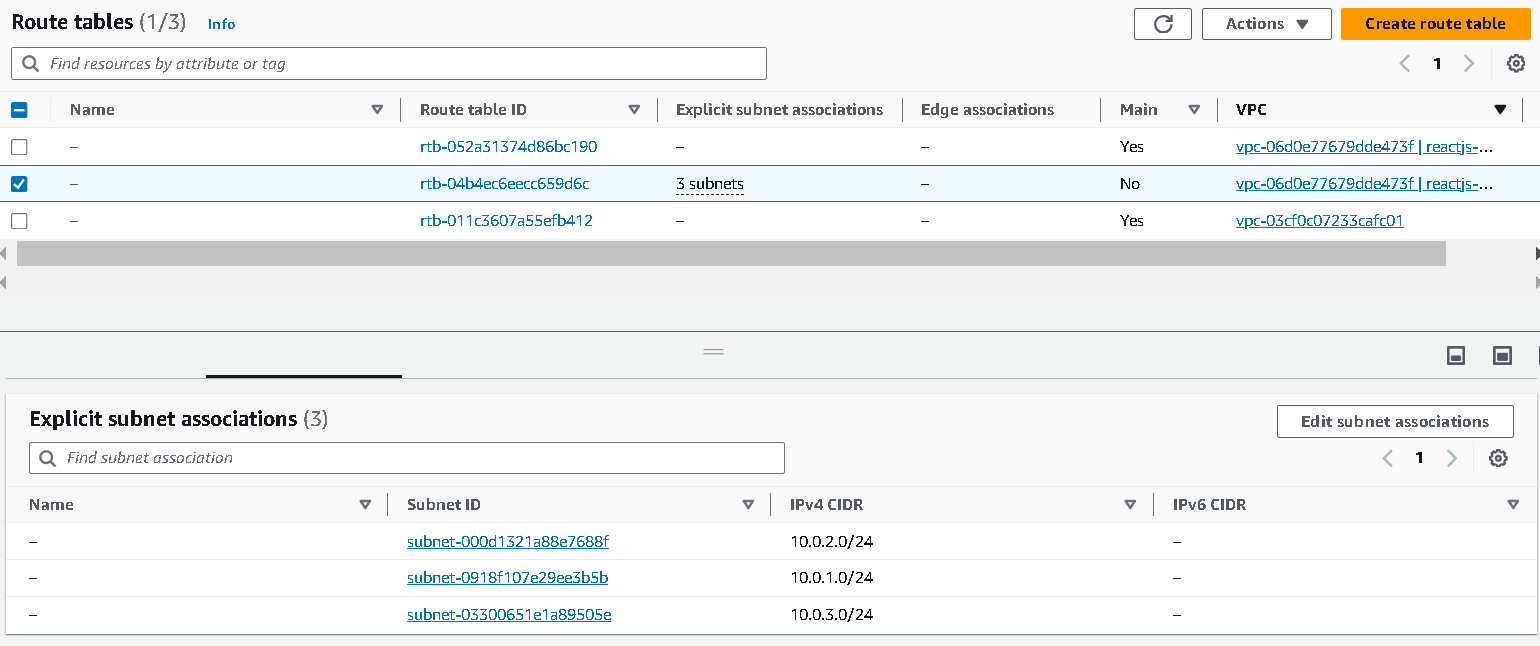 Route tables (1/3) Info
Actions
Create route table
Find resources by attribute or tag
1
Name Route table ID Explicit subnet associations Edge associations Main VPC
– rtb-052a31374d86bc190 – – Yes vpc-06d0e77679dde473f | reactjs-...
– rtb-04b4ec6eecc659d6c 3 subnets – No vpc-06d0e77679dde473f | reactjs-...
– rtb-011c3607a55efb412 – – Yes vpc-03cf0c07233cafc01
Explicit subnet associations (3)
Edit subnet associations
Find subnet association
1
Name Subnet ID IPv4 CIDR IPv6 CIDR
– subnet-000d1321a88e7688f 10.0.2.0/24 –
– subnet-0918f107e29ee3b5b 10.0.1.0/24 –
– subnet-03300651e1a89505e 10.0.3.0/24 –